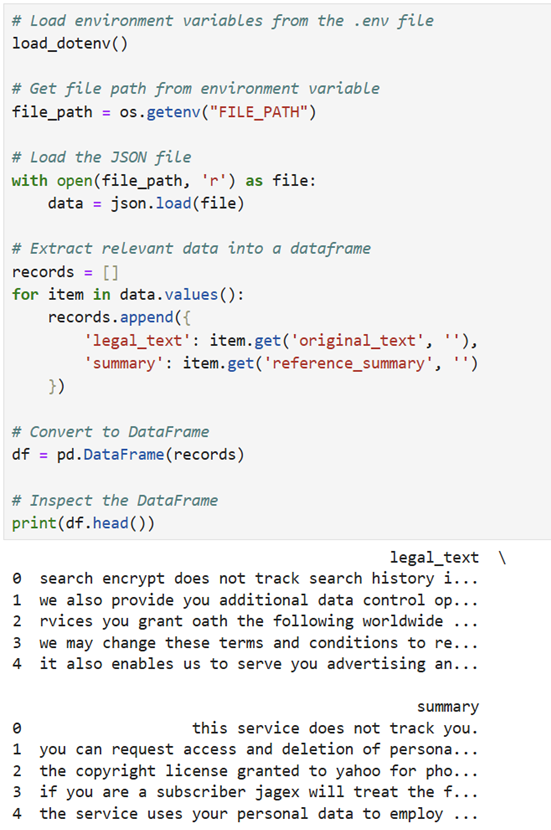 # Load environment variables from the .env file
load_dotenv()
# Get file path from environment variable
file_path = os.getenv("FILE_PATH")
# Load the JSON file
with open(file_path, 'r') as file:
    data = json.load(file)
# Extract relevant data into a dataframe
records = []
for item in data.values():
    records.append({
        'legal_text': item.get('original_text', ''),
        'summary': item.get('reference_summary', '')
    })
# Convert to DataFrame
df = pd.DataFrame(records)
# Inspect the DataFrame
print(df.head())
                                          legal_text  \
0  search encrypt does not track search history i...
1  we also provide you additional data control op...
2  rvices you grant oath the following worldwide ...
3  we may change these terms and conditions to re...
4  it also enables us to serve you advertising an...
                                             summary
0                   this service does not track you.
1  you can request access and deletion of persona...
2  the copyright license granted to yahoo for pho...
3  if you are a subscriber jagex will treat the f...
4  the service uses your personal data to employ ...